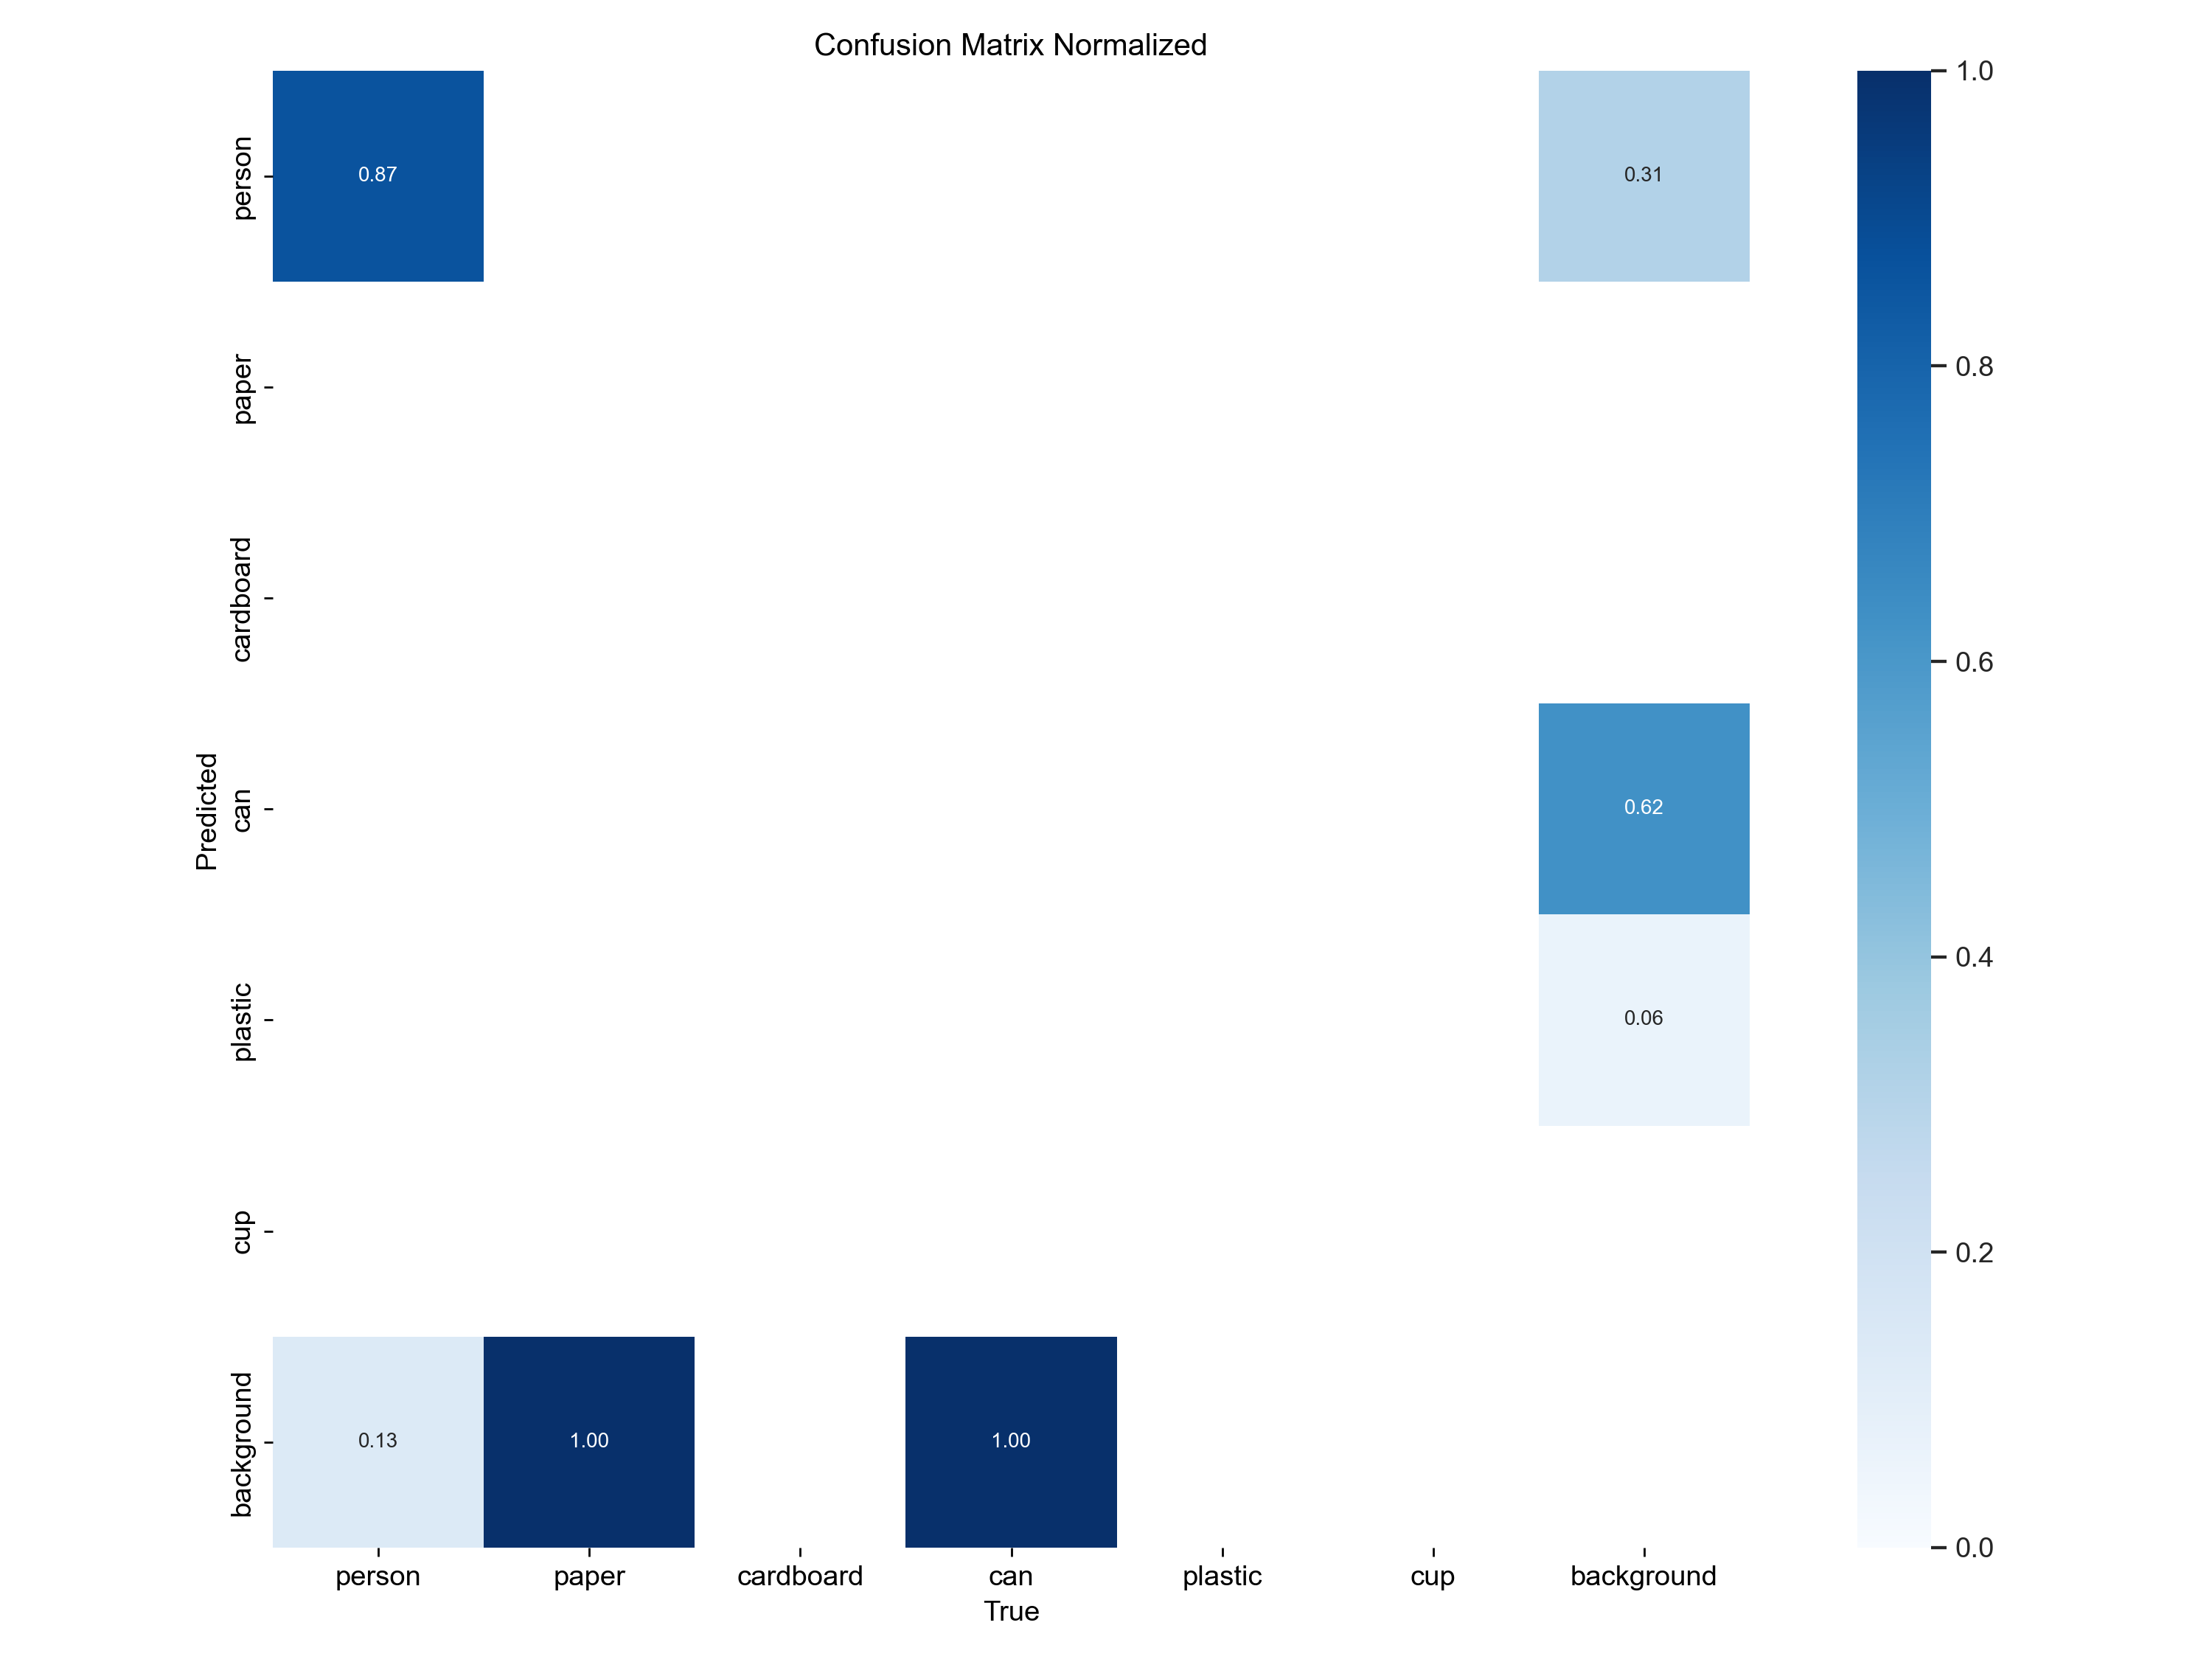 Confusion Matrix Normalized
person
paper
cardboard
can
plastic
cup
background
Predicted
0.87
0.31
0.62
0.06
0.13
1.00
1.00
person
paper
cardboard
can
plastic
cup
background
True
1.0
0.8
0.6
0.4
0.2
0.0